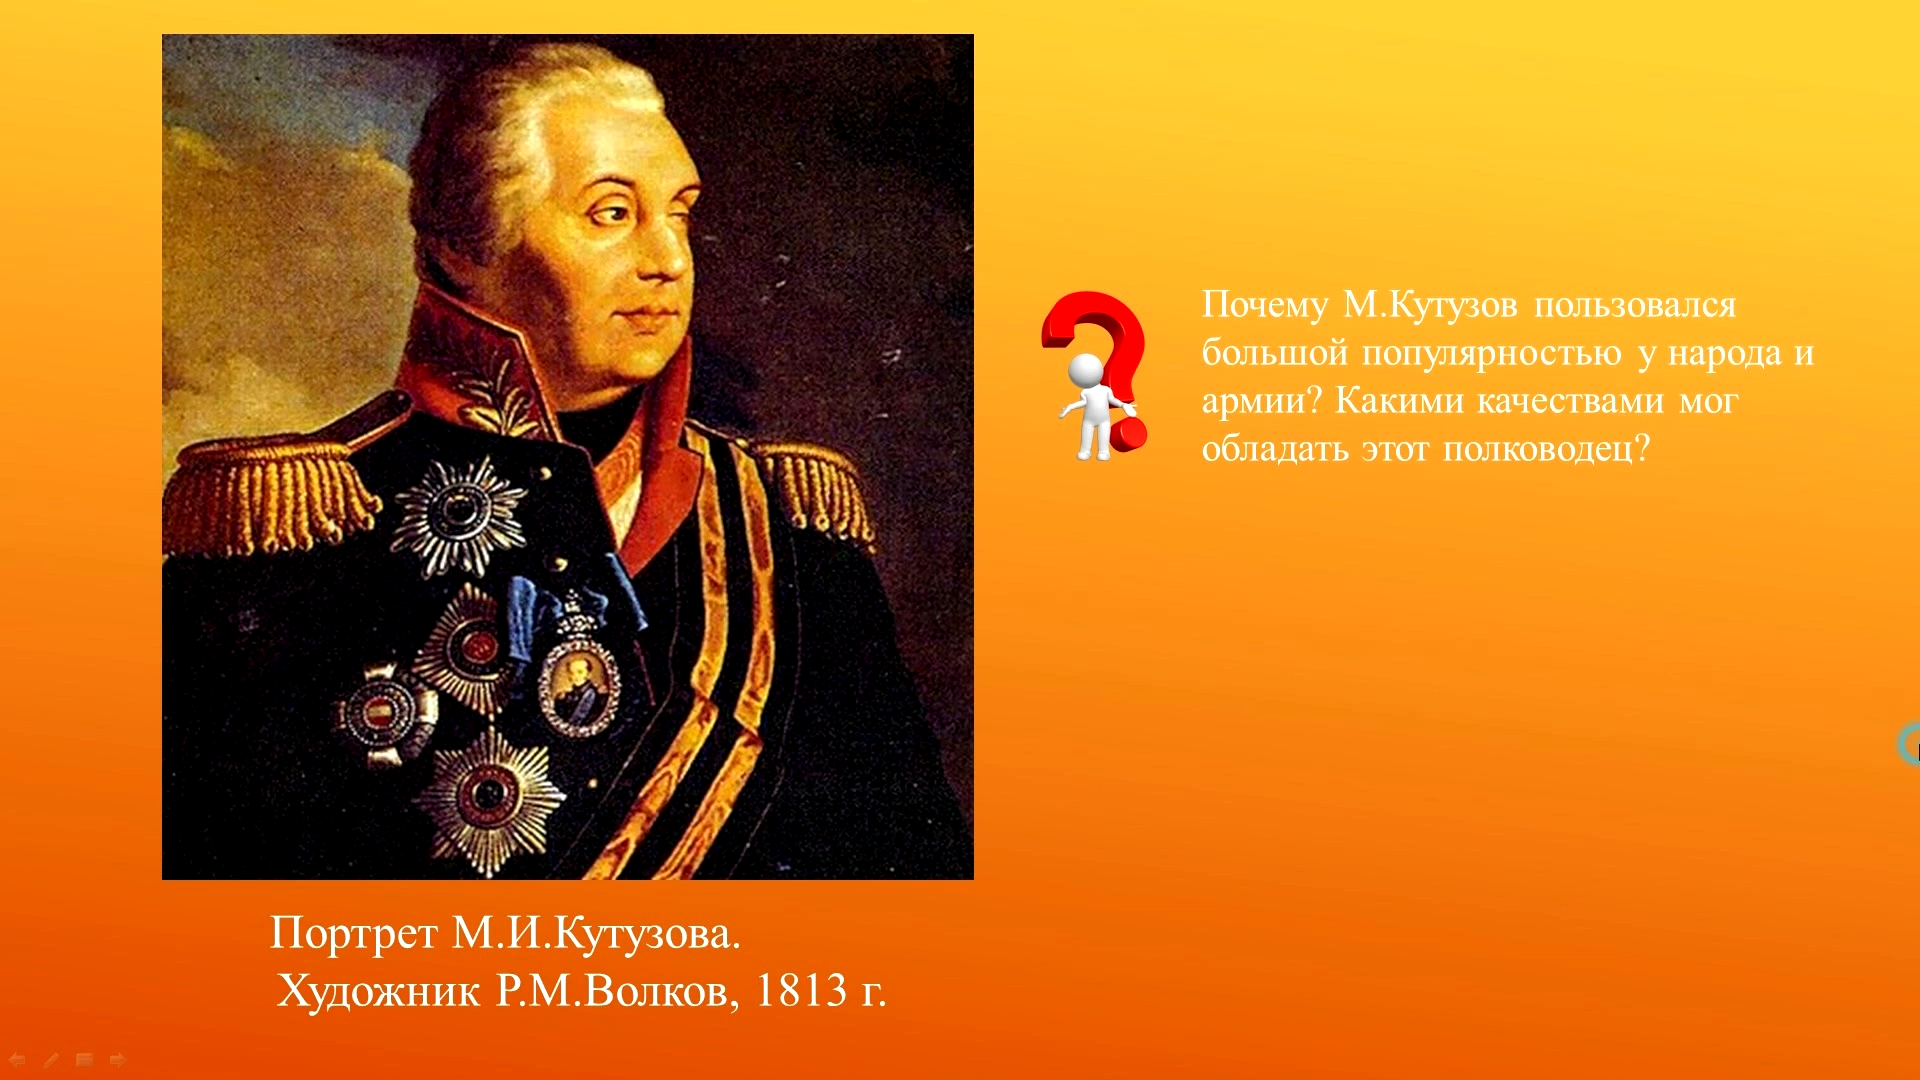 Почему М.Кутузов пользовался
большой популярностью у народа и
армии? Какими качествами мог
обладать этот полководец?
Портрет М.И.Кутузова.
Художник Р.М.Волков, 1813 г.